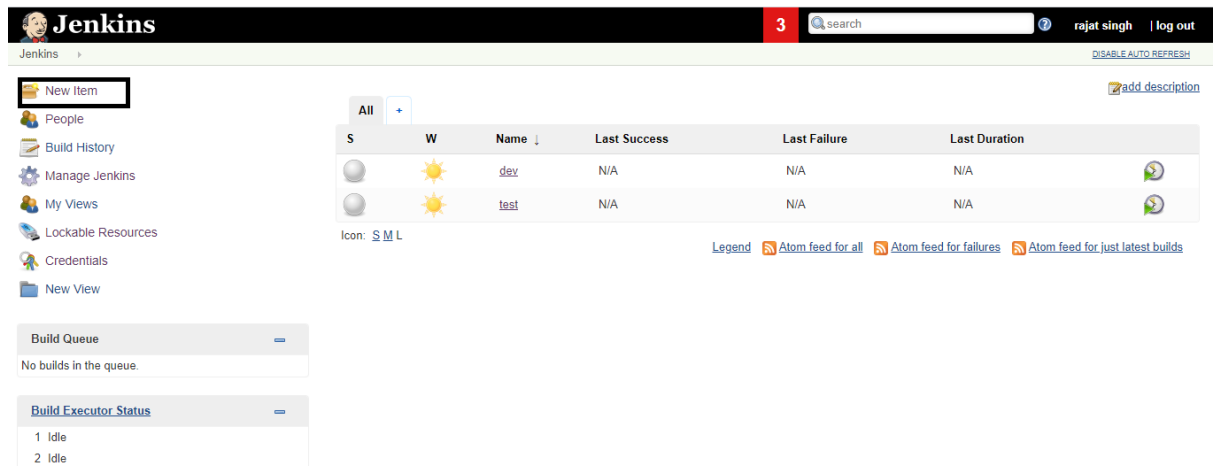 Jenkins 3 search rajat singh | log out
Jenkins DISABLE AUTO REFRESH
New Item
People
Build History
Manage Jenkins
My Views
Lockable Resources
Credentials
New View
Build Queue
No builds in the queue.
Build Executor Status
1 Idle
2 Idle
add description
All +
S W Name ↓ Last Success Last Failure Last Duration
dev N/A N/A N/A
test N/A N/A N/A
Icon: S M L
Legend Atom feed for all Atom feed for failures Atom feed for just latest builds